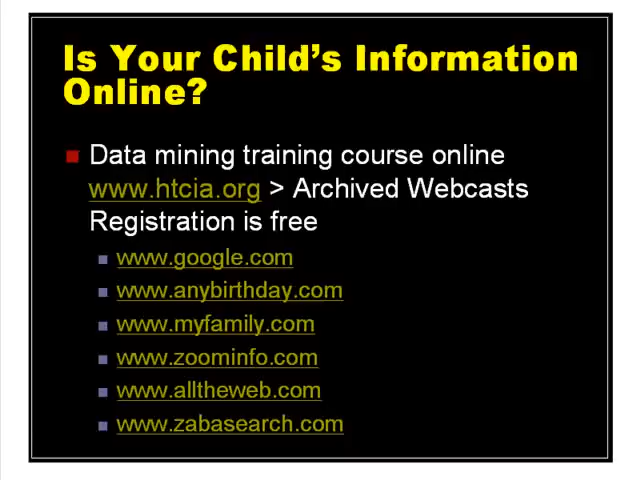 Is Your Child's Information
Online?
Data mining training course online
www.htcia.org > Archived Webcasts
Registration is free
www.google.com
www.anybirthday.com
www.myfamily.com
www.zoominfo.com
www.alltheweb.com
www.zabasearch.com